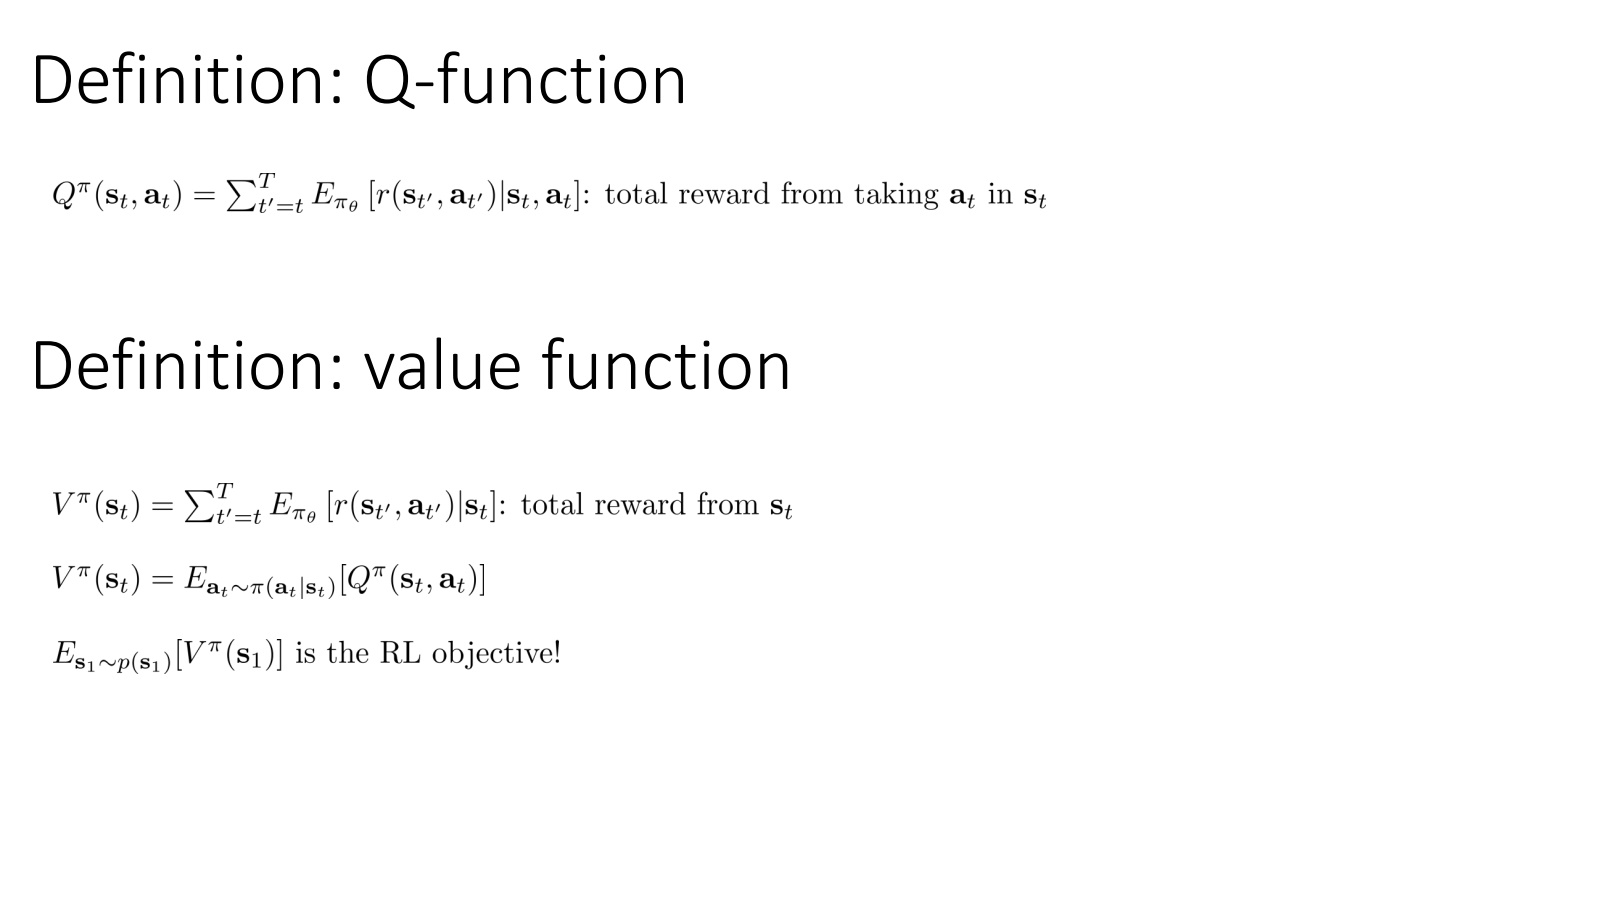 Definition: Q-function
$Q^\pi(\mathbf{s}_t, \mathbf{a}_t) = \sum_{t'=t}^{T} E_{\pi_\theta}\left[r(\mathbf{s}_{t'}, \mathbf{a}_{t'})|\mathbf{s}_t, \mathbf{a}_t\right]$: total reward from taking $\mathbf{a}_t$ in $\mathbf{s}_t$
Definition: value function
$V^\pi(\mathbf{s}_t) = \sum_{t'=t}^{T} E_{\pi_\theta}\left[r(\mathbf{s}_{t'}, \mathbf{a}_{t'})|\mathbf{s}_t\right]$: total reward from $\mathbf{s}_t$
$V^\pi(\mathbf{s}_t) = E_{\mathbf{a}_t \sim \pi(\mathbf{a}_t|\mathbf{s}_t)}[Q^\pi(\mathbf{s}_t, \mathbf{a}_t)]$
$E_{\mathbf{s}_1 \sim p(\mathbf{s}_1)}[V^\pi(\mathbf{s}_1)]$ is the RL objective!